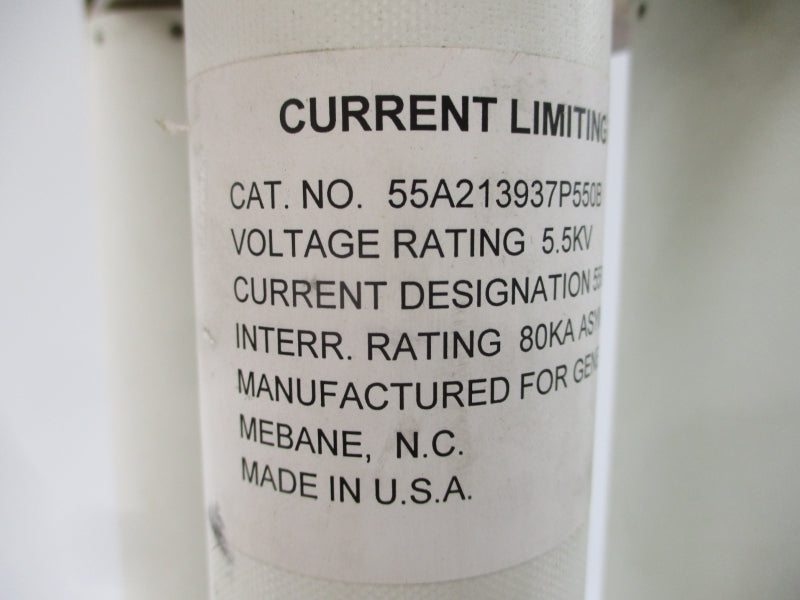 CURRENT LIMITING
CAT. NO. 55A213937P550B
VOLTAGE RATING 5.5KV
CURRENT DESIGNATION
INTERR. RATING 80KA
MANUFACTURED FOR
MEBANE, N.C.
MADE IN U.S.A.